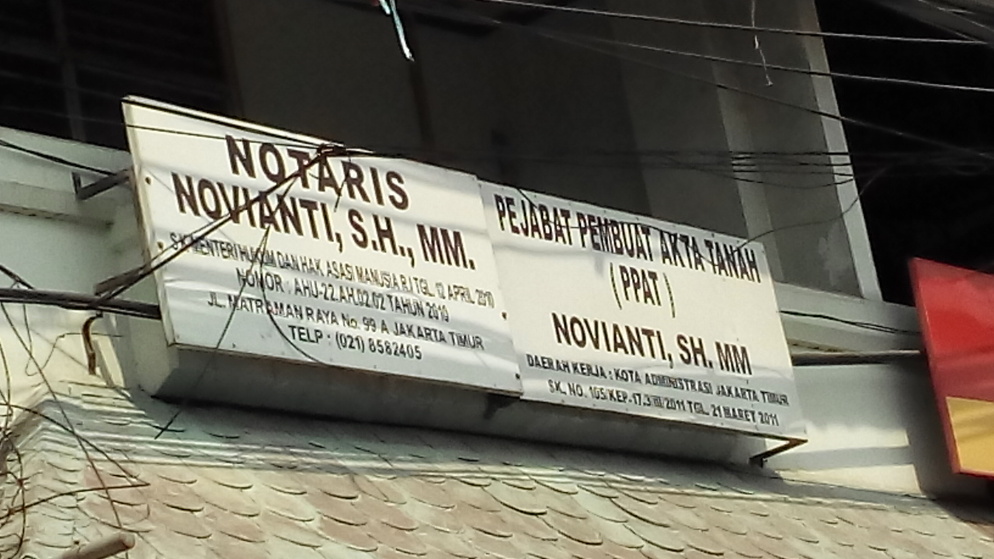 NOTARIS
NOVIANTI, S.H., MM.
S.K. MENTERI HUKUM DAN HAK ASASI MANUSIA R.I TGL. 12 APRIL 2010
NOMOR : AHU-22.AH.02.02 TAHUN 2010
JL. MATRAMAN RAYA No. 99 A JAKARTA TIMUR
TELP : (021) 8582405
PEJABAT PEMBUAT AKTA TANAH
( PPAT )
NOVIANTI, SH. MM
DAERAH KERJA : KOTA ADMINISTRASI JAKARTA TIMUR
SK. NO. 105/KEP-17.3/III/2011 TGL. 21 MARET 2011